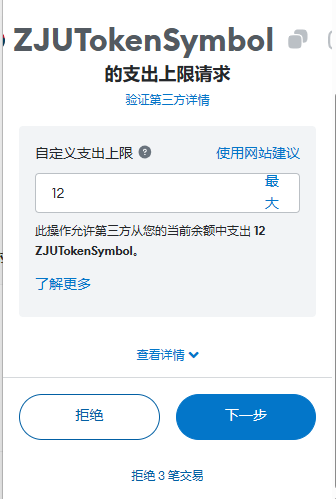 ZJUTokenSymbol
的支出上限请求
验证第三方详情
自定义支出上限 ?
使用网站建议
12
最
大
此操作允许第三方从您的当前余额中支出 12
ZJUTokenSymbol。
了解更多
查看详情
拒绝
下一步
拒绝 3 笔交易